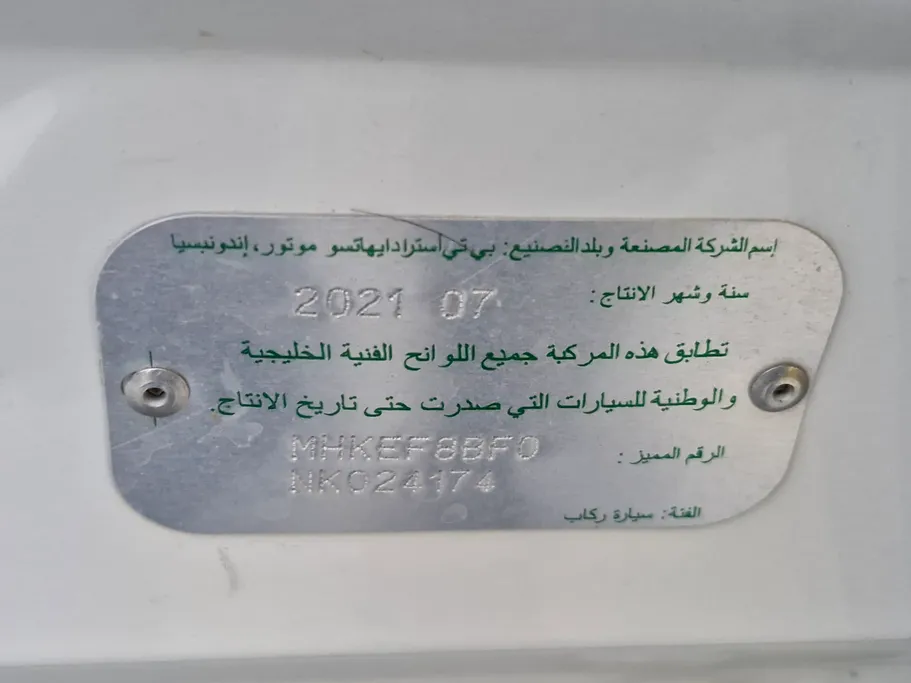 إسم الشركة المصنعة وبلد التصنيع: بي تي أسترا دايهاتسو موتور، إندونيسيا
سنة وشهر الانتاج: 2021 07
تطابق هذه المركبة جميع اللوائح الفنية الخليجية
والوطنية للسيارات التي صدرت حتى تاريخ الانتاج.
الرقم المميز: MHKEF8BF0
NK024174
الفئة: سيارة ركاب